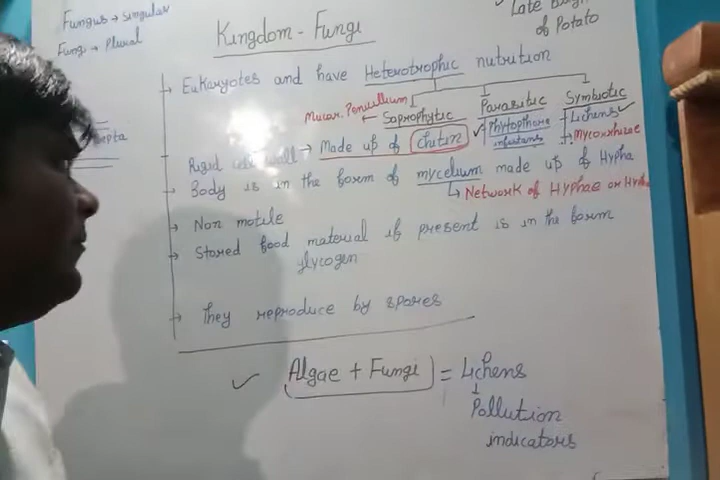 Fungus → Singular
Fungi → Plural
Kingdom - Fungi
Late
of Potato
→ Eukaryotes and have Heterotrophic nutrition
Mucor, Penicillium ← Saprophytic
Parasitic
✓ Phytophthora
infestans
Symbiotic
Lichens ✓
Mycorrhizae
Rigid cell wall → Made up of chitin
→ Body is in the form of mycelium made up of Hypha
↳ Network of Hyphae or
→ Non motile
→ Stored food material if present is in the form
glycogen
→ They reproduce by spores
✓ Algae + Fungi = Lichens
↓
Pollution
indicators